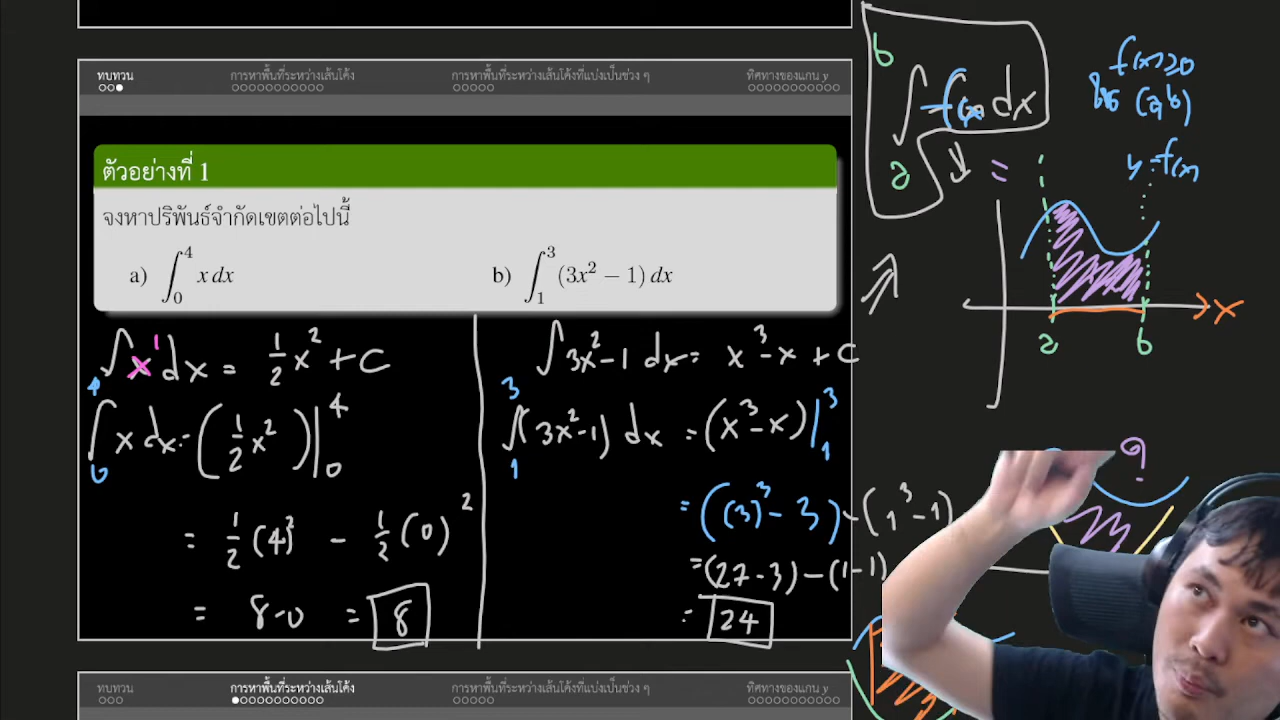 ทบทวน การหาพื้นที่ระหว่างเส้นโค้ง การหาพื้นที่ระหว่างเส้นโค้งที่แบ่งเป็นช่วง ๆ ทิศทางของแกน y
ตัวอย่างที่ 1
จงหาปริพันธ์จำกัดเขตต่อไปนี้
a) ∫₀⁴ x dx b) ∫₁³ (3x² − 1) dx
∫ x¹ dx = ½x² + C
∫₀⁴ x dx = (½x²)|₀⁴
= ½(4)² − ½(0)²
= 8-0 = 8
∫ 3x²-1 dx = x³-x + C
∫₁³ (3x²-1) dx = (x³-x)|₁³
= ((3)³ - 3) - (1³-1)
= (27-3) - (1-1)
= 24
b
∫ f(x) dx
a
=
f(x)≥0
(a,b)
y=f(x)
x
a b
?
ทบทวน การหาพื้นที่ระหว่างเส้นโค้ง การหาพื้นที่ระหว่างเส้นโค้งที่แบ่งเป็นช่วง ๆ ทิศทางของแกน y